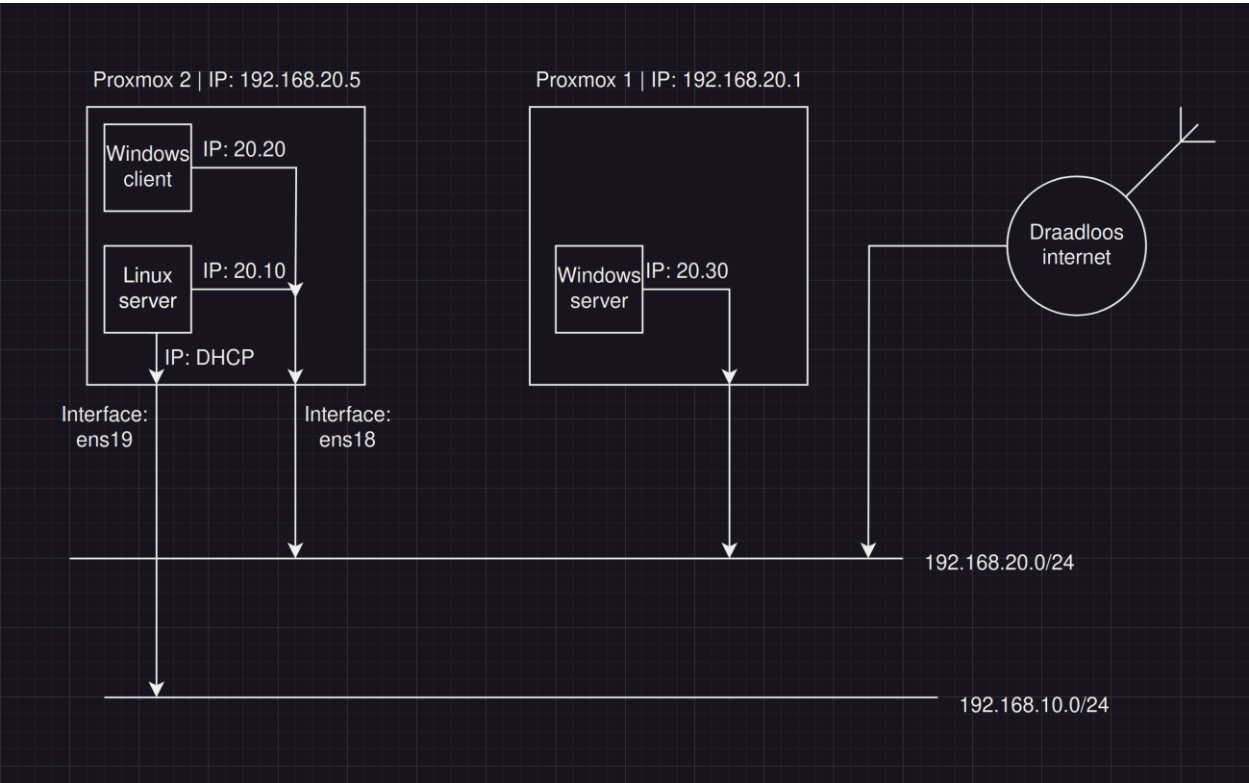 Proxmox 2 | IP: 192.168.20.5
Windows
client
IP: 20.20
Linux
server
IP: 20.10
IP: DHCP
Interface:
ens19
Interface:
ens18
Proxmox 1 | IP: 192.168.20.1
Windows
server
IP: 20.30
Draadloos
internet
192.168.20.0/24
192.168.10.0/24